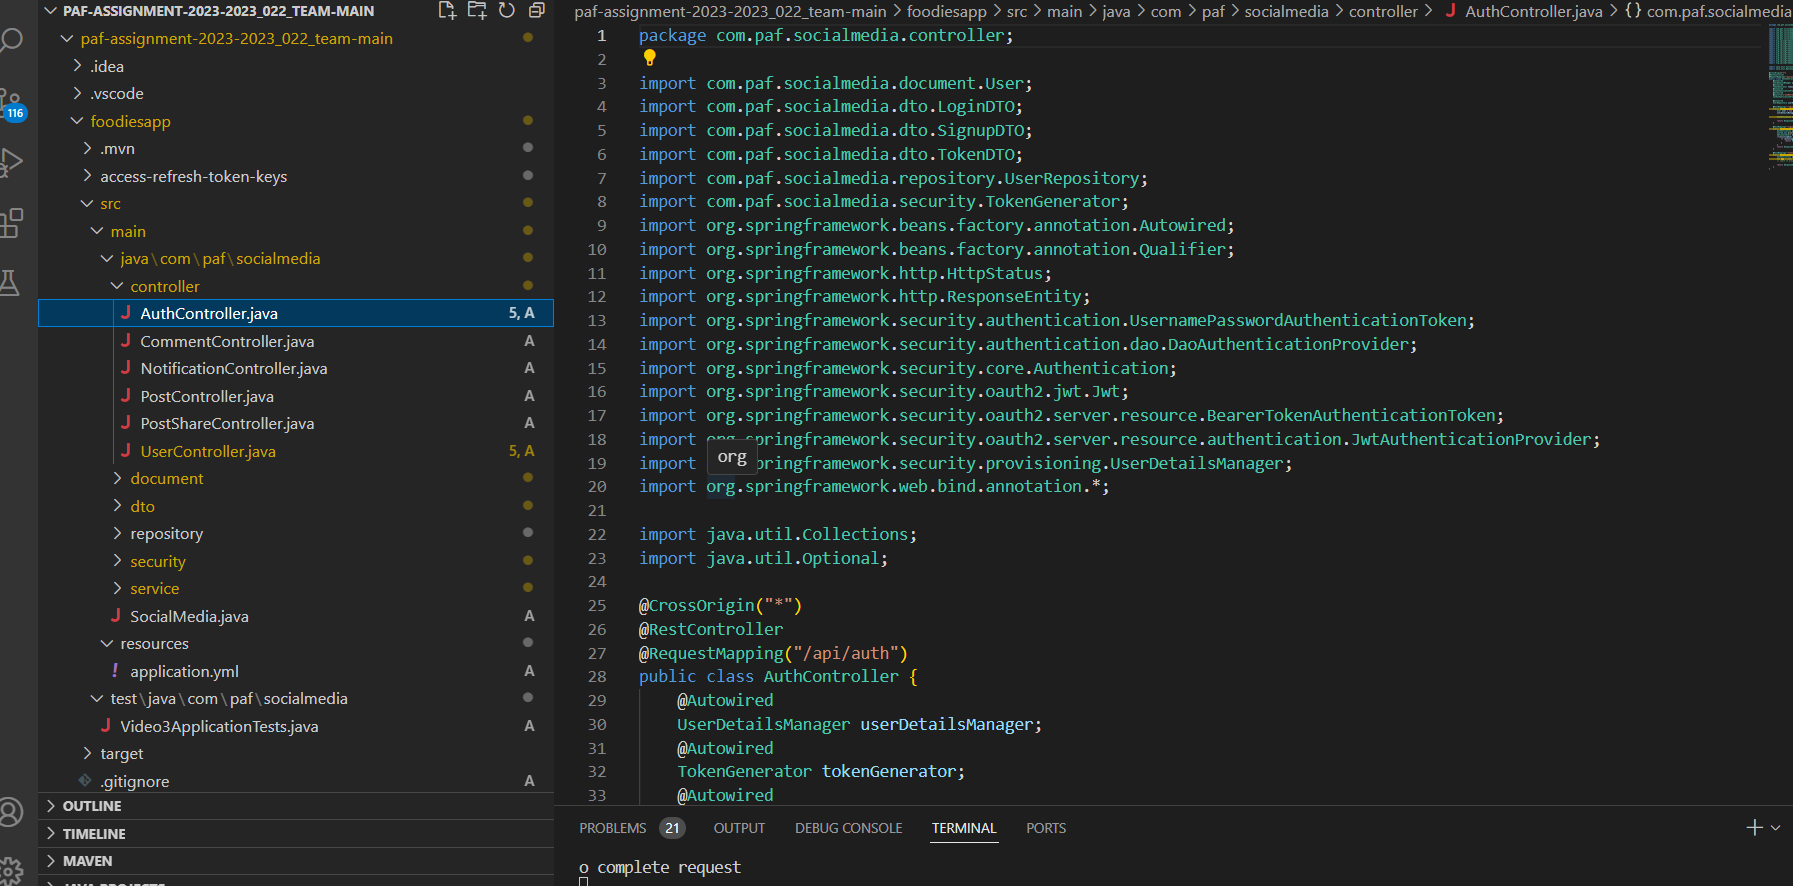 PAF-ASSIGNMENT-2023-2023_022_TEAM-MAIN
paf-assignment-2023-2023_022_team-main
.idea
.vscode
foodiesapp
.mvn
access-refresh-token-keys
src
main
java\com\paf\socialmedia
controller
AuthController.java 5, A
CommentController.java A
NotificationController.java A
PostController.java A
PostShareController.java A
UserController.java 5, A
document
dto
repository
security
service
SocialMedia.java A
resources
application.yml A
test\java\com\paf\socialmedia
Video3ApplicationTests.java A
target
.gitignore A
OUTLINE
TIMELINE
MAVEN
116
paf-assignment-2023-2023_022_team-main > foodiesapp > src > main > java > com > paf > socialmedia > controller > AuthController.java > {} com.paf.socialmedia
1 package com.paf.socialmedia.controller;
2
3 import com.paf.socialmedia.document.User;
4 import com.paf.socialmedia.dto.LoginDTO;
5 import com.paf.socialmedia.dto.SignupDTO;
6 import com.paf.socialmedia.dto.TokenDTO;
7 import com.paf.socialmedia.repository.UserRepository;
8 import com.paf.socialmedia.security.TokenGenerator;
9 import org.springframework.beans.factory.annotation.Autowired;
10 import org.springframework.beans.factory.annotation.Qualifier;
11 import org.springframework.http.HttpStatus;
12 import org.springframework.http.ResponseEntity;
13 import org.springframework.security.authentication.UsernamePasswordAuthenticationToken;
14 import org.springframework.security.authentication.dao.DaoAuthenticationProvider;
15 import org.springframework.security.core.Authentication;
16 import org.springframework.security.oauth2.jwt.Jwt;
17 import org.springframework.security.oauth2.server.resource.BearerTokenAuthenticationToken;
18 import org.springframework.security.oauth2.server.resource.authentication.JwtAuthenticationProvider;
org
19 import springframework.security.provisioning.UserDetailsManager;
20 import org.springframework.web.bind.annotation.*;
21
22 import java.util.Collections;
23 import java.util.Optional;
24
25 @CrossOrigin("*")
26 @RestController
27 @RequestMapping("/api/auth")
28 public class AuthController {
29 @Autowired
30 UserDetailsManager userDetailsManager;
31 @Autowired
32 TokenGenerator tokenGenerator;
33 @Autowired
PROBLEMS 21 OUTPUT DEBUG CONSOLE TERMINAL PORTS
o complete request